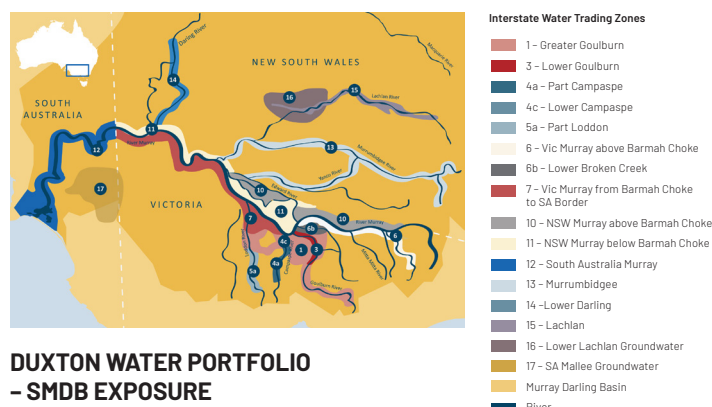 Interstate Water Trading Zones
1 – Greater Goulburn
3 – Lower Goulburn
4a – Part Campaspe
4c – Lower Campaspe
5a – Part Loddon
6 – Vic Murray above Barmah Choke
6b – Lower Broken Creek
7 – Vic Murray from Barmah Choke
to SA Border
10 – NSW Murray above Barmah Choke
11 – NSW Murray below Barmah Choke
12 – South Australia Murray
13 – Murrumbidgee
14 –Lower Darling
15 – Lachlan
16 – Lower Lachlan Groundwater
17 – SA Mallee Groundwater
Murray Darling Basin
River
Darling River
NEW SOUTH WALES
14
16
15
Lachlan River
SOUTH
AUSTRALIA
11
12
13
Murrumbidgee River
17
10
VICTORIA
7
11
10
River Murray
6b
6
4c
1
3
5a
4a
Goulburn River
DUXTON WATER PORTFOLIO
– SMDB EXPOSURE